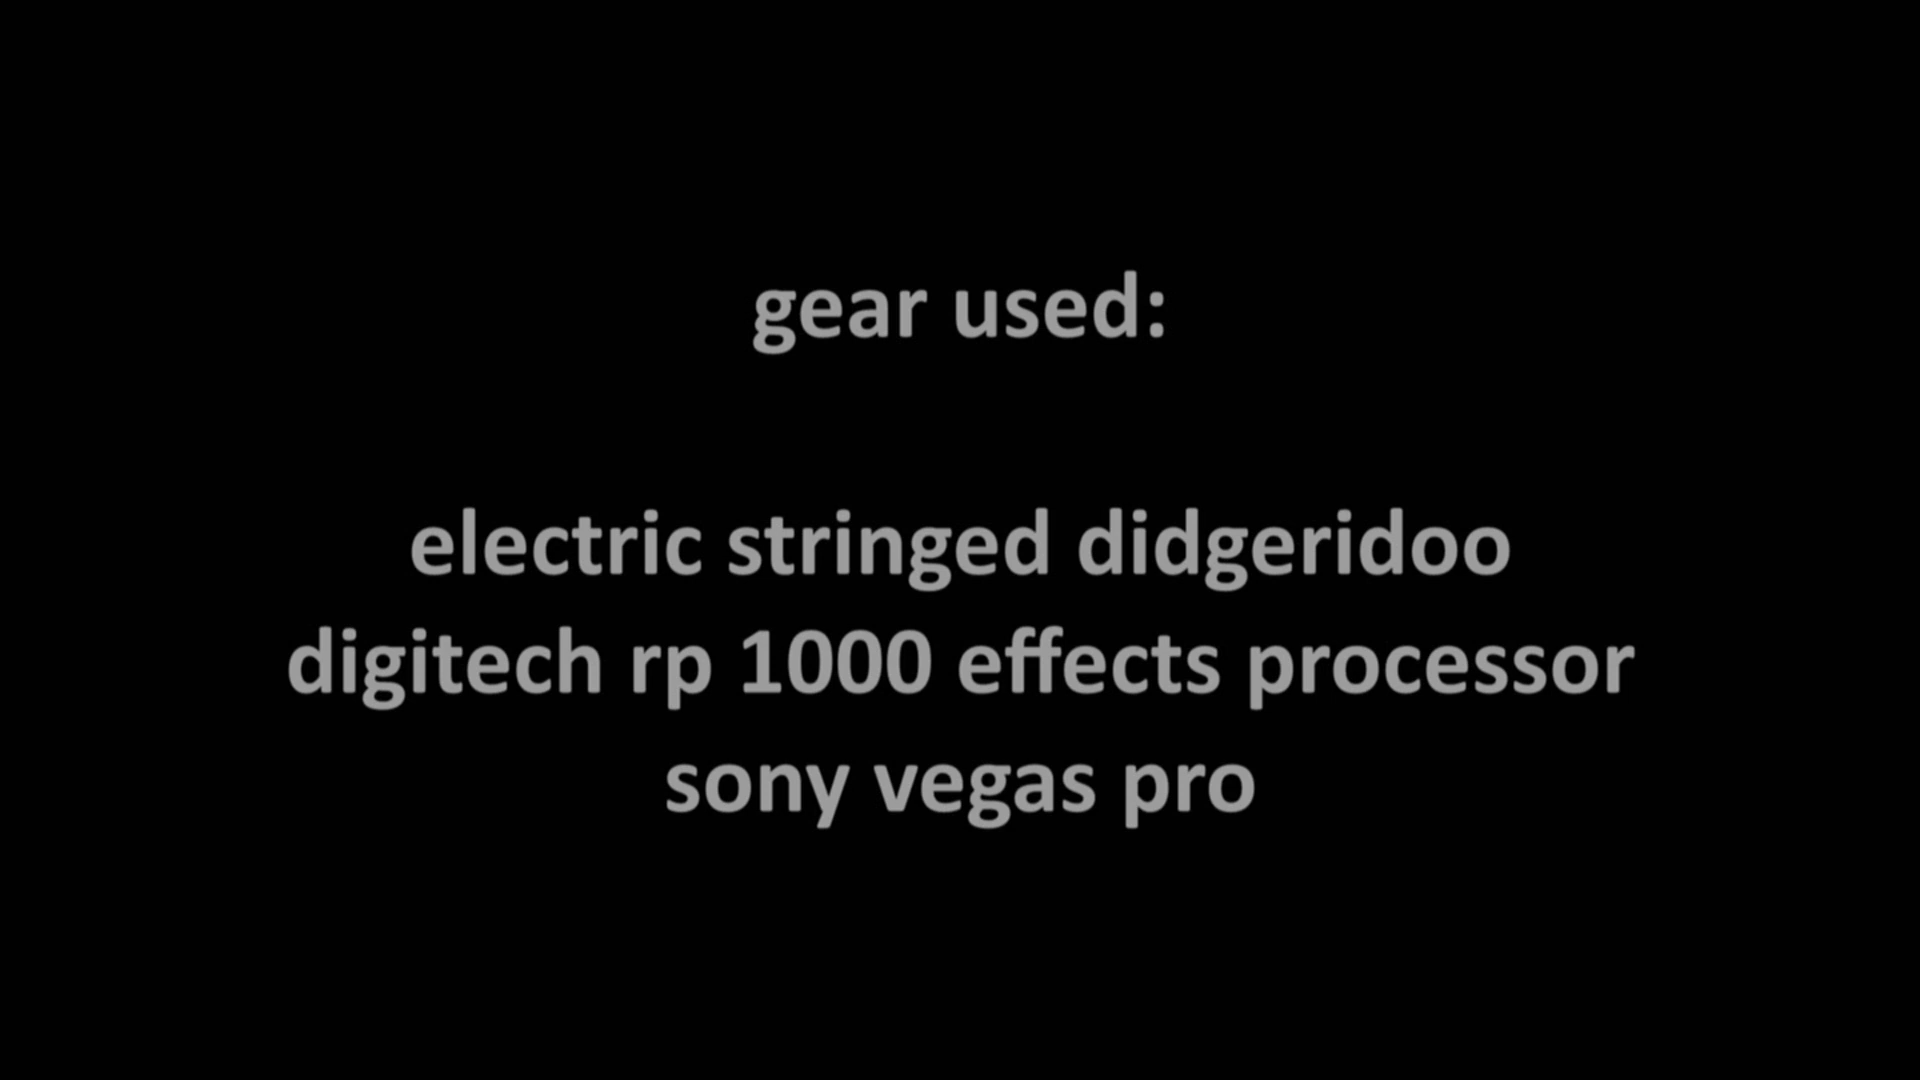 gear used:
electric stringed didgeridoo
digitech rp 1000 effects processor
sony vegas pro